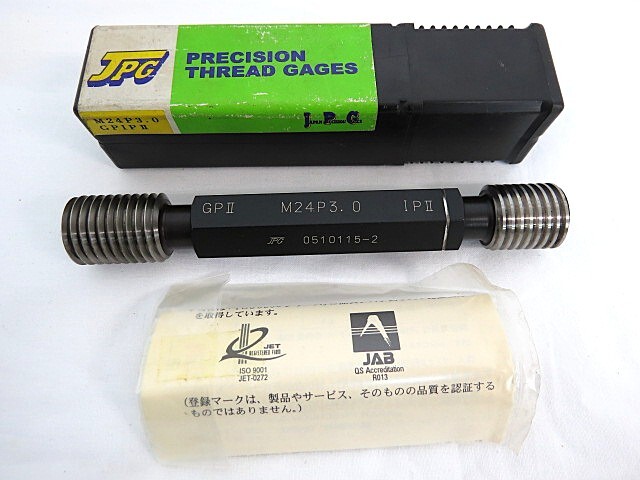 JPG
PRECISION
THREAD GAGES
M24P3.0
GPIPⅡ
JAPAN PRECISION GAGES
GPⅡ M24P3.0 IPⅡ
JPG 0510115-2
を取得しています。
JET
REGISTERED FIRM
ISO 9001
JET-0272
JAB
QS Accreditation
R013
(登録マークは、製品やサービス、そのものの品質を認証する
ものではありません。)